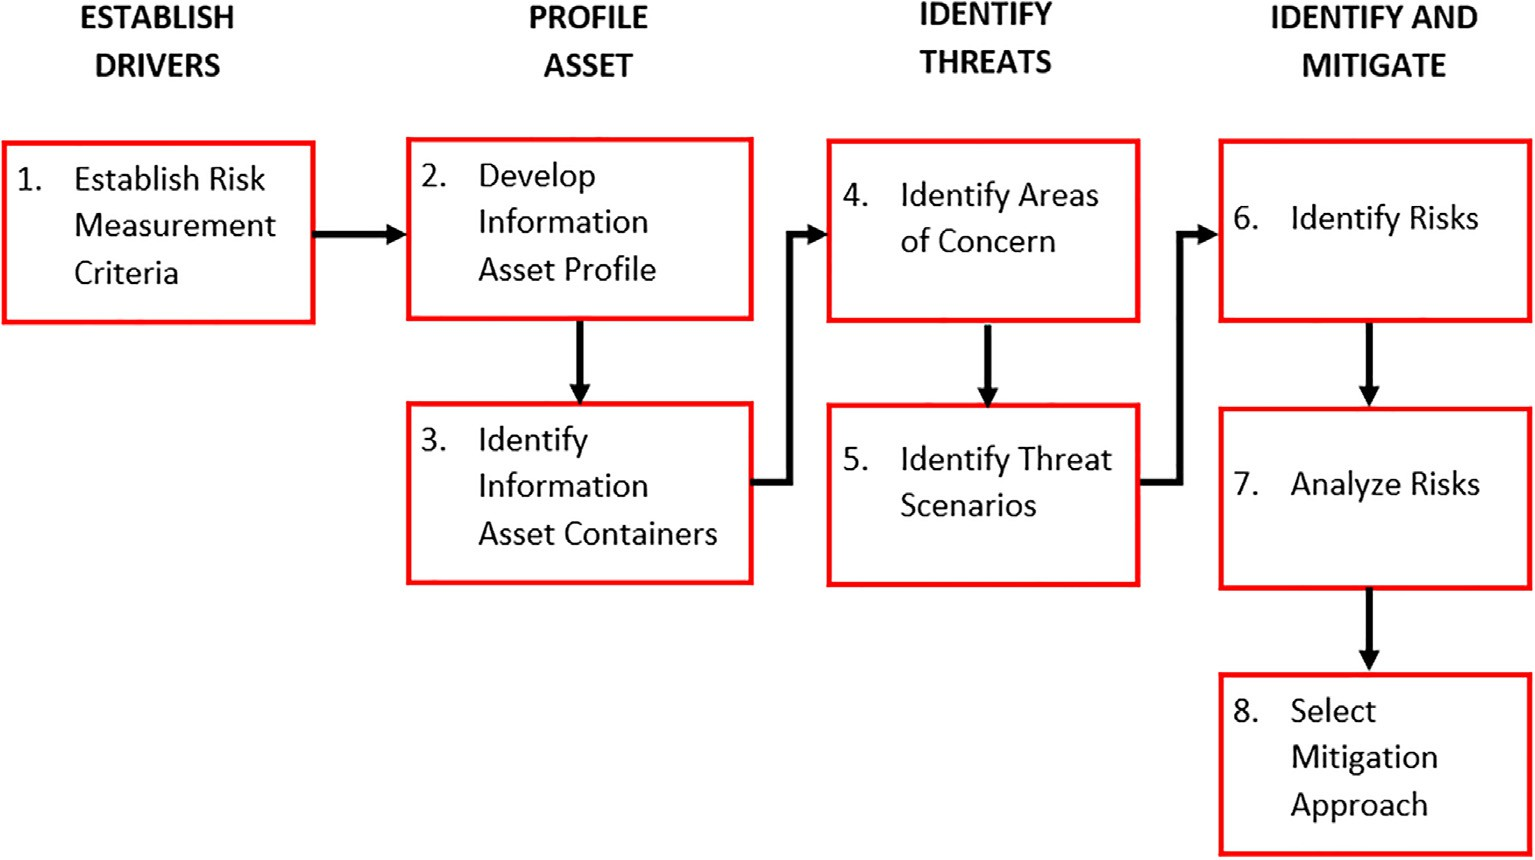 ESTABLISH
DRIVERS
PROFILE
ASSET
IDENTIFY
THREATS
IDENTIFY AND
MITIGATE
1. Establish Risk
Measurement
Criteria
2. Develop
Information
Asset Profile
3. Identify
Information
Asset Containers
4. Identify Areas
of Concern
5. Identify Threat
Scenarios
6. Identify Risks
7. Analyze Risks
8. Select
Mitigation
Approach